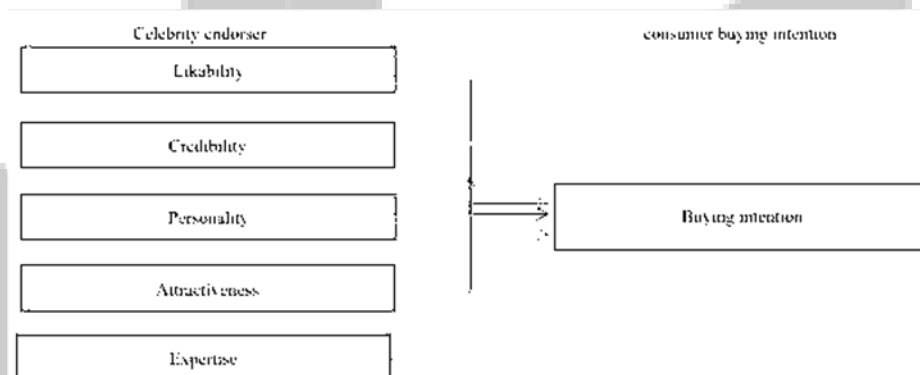 Celebrity endorser
consumer buying intention
Likability
Credibility
Personality
Buying intention
Attractiveness
Expertise